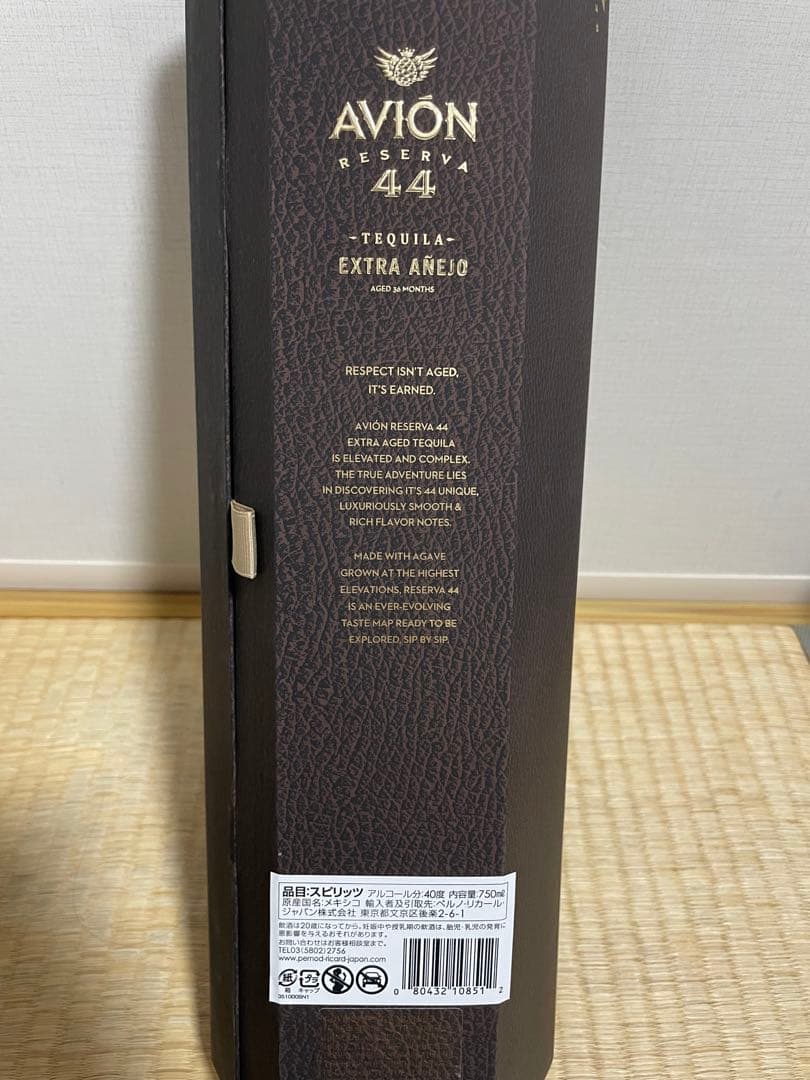 AVIÓN
RESERVA
44
-TEQUILA-
EXTRA AÑEJO
AGED 36 MONTHS
RESPECT ISN'T AGED,
IT'S EARNED.
AVIÓN RESERVA 44
EXTRA AGED TEQUILA
IS ELEVATED AND COMPLEX.
THE TRUE ADVENTURE LIES
IN DISCOVERING IT'S 44 UNIQUE,
LUXURIOUSLY SMOOTH &
RICH FLAVOR NOTES.
MADE WITH AGAVE
GROWN AT THE HIGHEST
ELEVATIONS, RESERVA 44
IS AN EVER-EVOLVING
TASTE MAP READY TO BE
EXPLORED, SIP BY SIP.
品目:スピリッツ アルコール分:40度 内容量:750㎖
原産国名:メキシコ 輸入者及引取先:ペルノ・リカール・
ジャパン株式会社 東京都文京区後楽2-6-1
飲酒は20歳になってから。妊娠中や授乳期の飲酒は、胎児・乳児の発育に
悪影響を与えるおそれがあります。
お問い合わせはお客様相談室まで。
TEL03(5802)2756
www.pernod-ricard-japan.com
紙 プラ
箱 キャップ
351000BN1
0 80432 10851 2